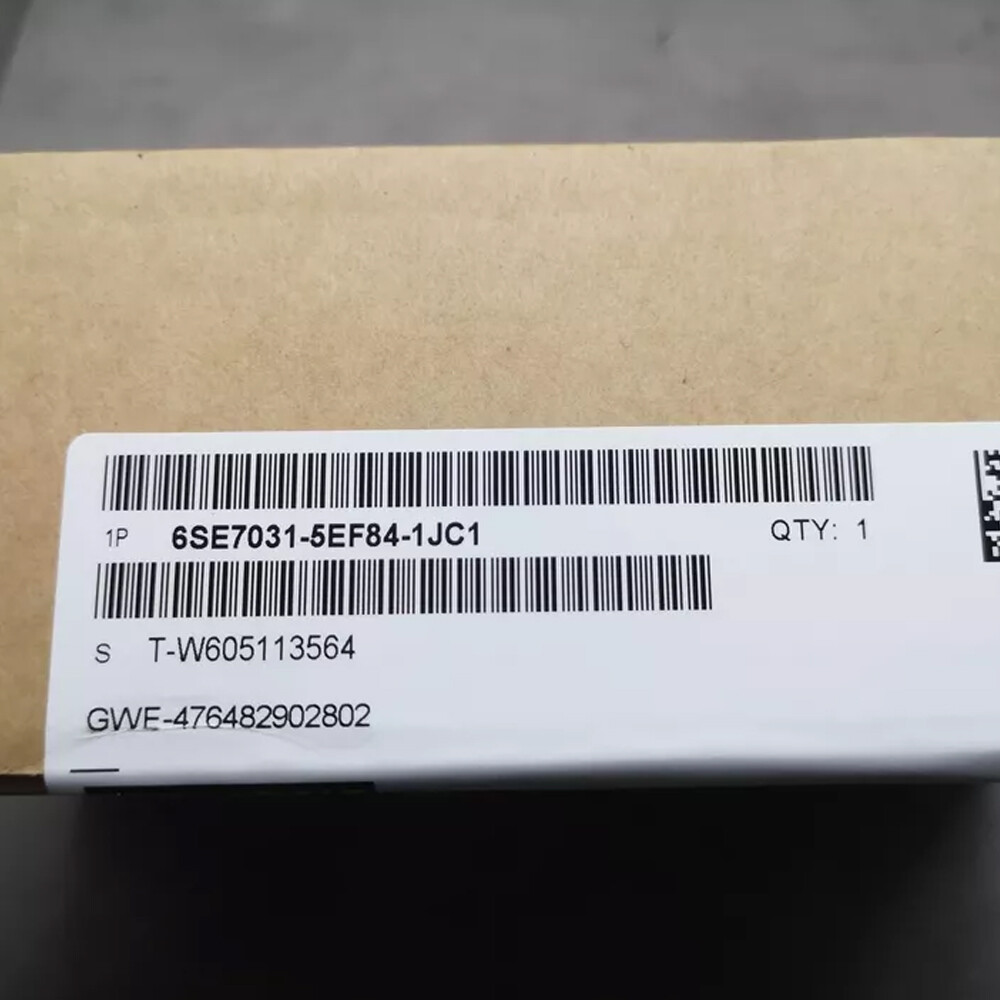 1P 6SE7031-5EF84-1JC1 QTY: 1
S T-W605113564
GWE-476482902802